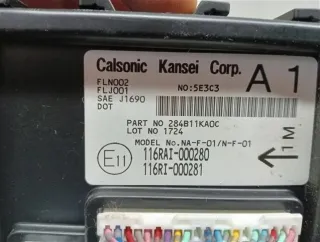 Calsonic Kansei Corp.
A 1
FLN002
FLJ001
NO:5E3C3
SAE J1690
DOT
PART NO 284B11KA0C
LOT NO 1724
MODEL No.NA-F-01/N-F-01
E11
116RAI-000280
116RI-000281
1M